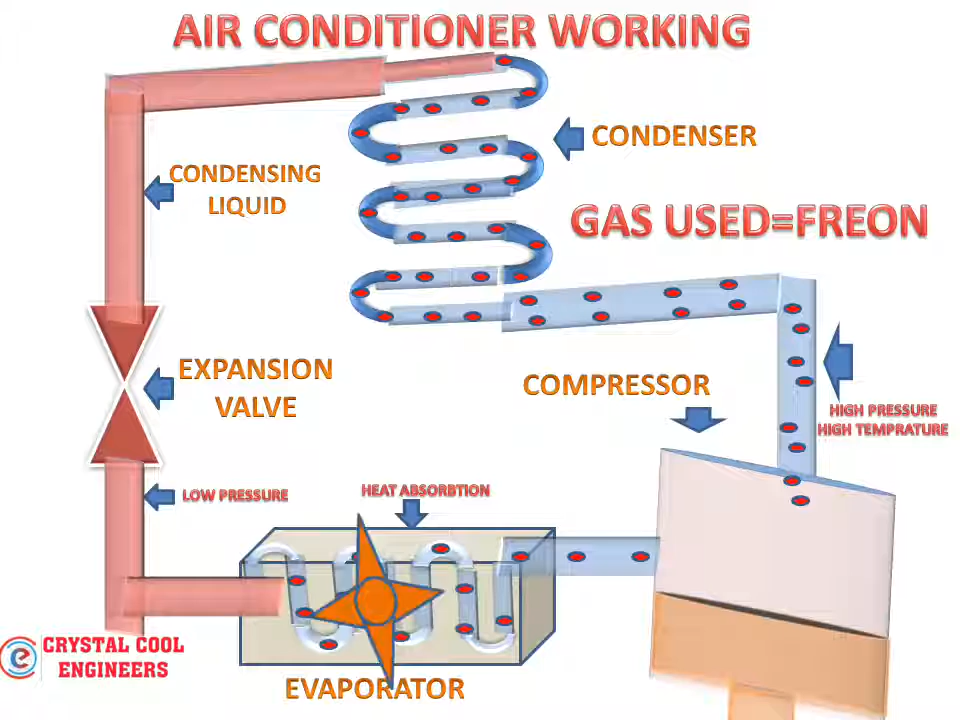 AIR CONDITIONER WORKING
CONDENSER
CONDENSING
LIQUID
GAS USED=FREON
EXPANSION
VALVE
COMPRESSOR
HIGH PRESSURE
HIGH TEMPRATURE
LOW PRESSURE
HEAT ABSORBTION
CRYSTAL COOL
ENGINEERS
EVAPORATOR